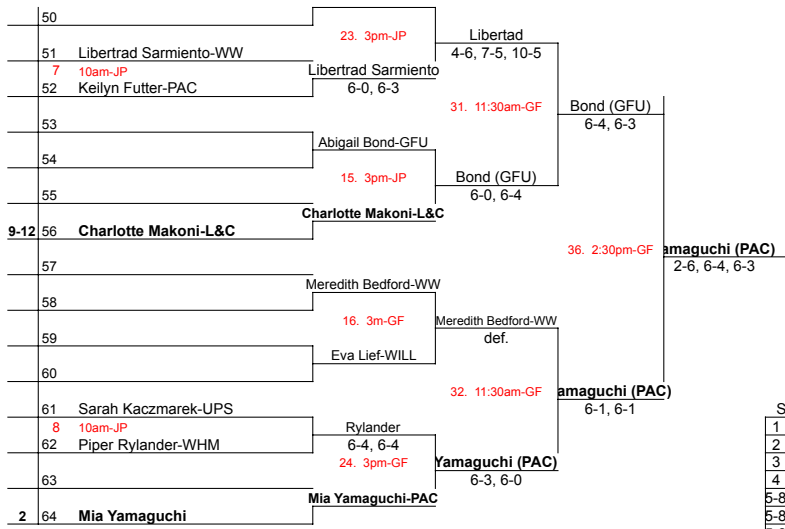 50
23. 3pm-JP
Libertad
4-6, 7-5, 10-5
51 Libertrad Sarmiento-WW
7 10am-JP
Libertrad Sarmiento
6-0, 6-3
52 Keilyn Futter-PAC
31. 11:30am-GF
Bond (GFU)
6-4, 6-3
53
Abigail Bond-GFU
54
15. 3pm-JP
Bond (GFU)
6-0, 6-4
55
Charlotte Makoni-L&C
9-12 56 Charlotte Makoni-L&C
36. 2:30pm-GF
amaguchi (PAC)
2-6, 6-4, 6-3
57
Meredith Bedford-WW
58
16. 3m-GF
Meredith Bedford-WW
def.
59
Eva Lief-WILL
60
32. 11:30am-GF
amaguchi (PAC)
6-1, 6-1
61 Sarah Kaczmarek-UPS
8 10am-JP
Rylander
6-4, 6-4
62 Piper Rylander-WHM
24. 3pm-GF
Yamaguchi (PAC)
6-3, 6-0
63
Mia Yamaguchi-PAC
2 64 Mia Yamaguchi
S
1
2
3
4
5-8
5-8